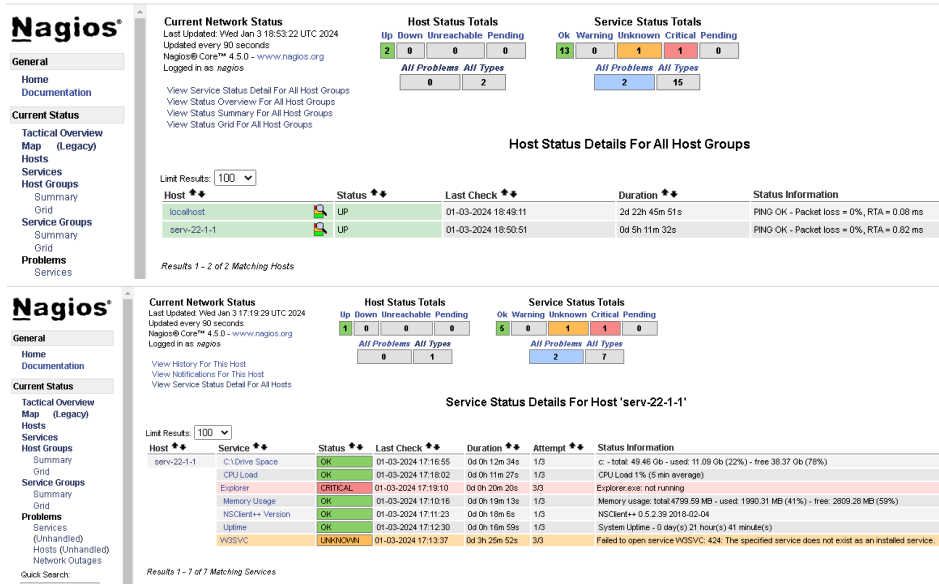 Nagios®
General
Home
Documentation
Current Status
Tactical Overview
Map (Legacy)
Hosts
Services
Host Groups
Summary
Grid
Service Groups
Summary
Grid
Problems
Services
Current Network Status
Last Updated: Wed Jan 3 18:53:22 UTC 2024
Updated every 90 seconds
Nagios® Core™ 4.5.0 - www.nagios.org
Logged in as nagios
View Service Status Detail For All Host Groups
View Status Overview For All Host Groups
View Status Summary For All Host Groups
View Status Grid For All Host Groups
Host Status Totals
Up Down Unreachable Pending
2 0 0 0
All Problems All Types
0 2
Service Status Totals
Ok Warning Unknown Critical Pending
13 0 1 1 0
All Problems All Types
2 15
Host Status Details For All Host Groups
Limit Results: 100
Host Status Last Check Duration Status Information
localhost UP 01-03-2024 18:49:11 2d 22h 45m 51s PING OK - Packet loss = 0%, RTA = 0.08 ms
serv-22-1-1 UP 01-03-2024 18:50:51 0d 5h 11m 32s PING OK - Packet loss = 0%, RTA = 0.82 ms
Results 1 - 2 of 2 Matching Hosts
Nagios®
General
Home
Documentation
Current Status
Tactical Overview
Map (Legacy)
Hosts
Services
Host Groups
Summary
Grid
Service Groups
Summary
Grid
Problems
Services
(Unhandled)
Hosts (Unhandled)
Network Outages
Quick Search:
Current Network Status
Last Updated: Wed Jan 3 17:19:29 UTC 2024
Updated every 90 seconds
Nagios® Core™ 4.5.0 - www.nagios.org
Logged in as nagios
View History For This Host
View Notifications For This Host
View Service Status Detail For All Hosts
Host Status Totals
Up Down Unreachable Pending
1 0 0 0
All Problems All Types
0 1
Service Status Totals
Ok Warning Unknown Critical Pending
5 0 1 1 0
All Problems All Types
2 7
Service Status Details For Host 'serv-22-1-1'
Limit Results: 100
Host Service Status Last Check Duration Attempt Status Information
serv-22-1-1 C:\ Drive Space OK 01-03-2024 17:16:55 0d 0h 12m 34s 1/3 c: - total: 49.46 Gb - used: 11.09 Gb (22%) - free 38.37 Gb (78%)
CPU Load OK 01-03-2024 17:18:02 0d 0h 11m 27s 1/3 CPU Load 1% (5 min average)
Explorer CRITICAL 01-03-2024 17:19:10 0d 0h 20m 20s 3/3 Explorer.exe: not running
Memory Usage OK 01-03-2024 17:10:16 0d 0h 19m 13s 1/3 Memory usage: total:4799.59 MB - used: 1990.31 MB (41%) - free: 2809.28 MB (59%)
NSClient++ Version OK 01-03-2024 17:11:23 0d 0h 18m 6s 1/3 NSClient++ 0.5.2.39 2018-02-04
Uptime OK 01-03-2024 17:12:30 0d 0h 16m 59s 1/3 System Uptime - 0 day(s) 21 hour(s) 41 minute(s)
W3SVC UNKNOWN 01-03-2024 17:13:37 0d 3h 25m 52s 3/3 Failed to open service W3SVC: 424: The specified service does not exist as an installed service.
Results 1 - 7 of 7 Matching Services